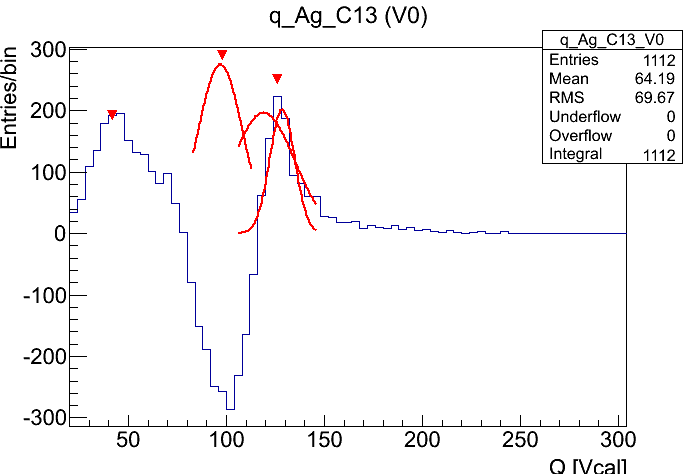 q_Ag_C13 (V0)
q_Ag_C13_V0
Entries 1112
Mean 64.19
RMS 69.67
Underflow 0
Overflow 0
Integral 1112
Entries/bin
300
200
100
0
-100
-200
-300
50 100 150 200 250 300
Q [Vcal]